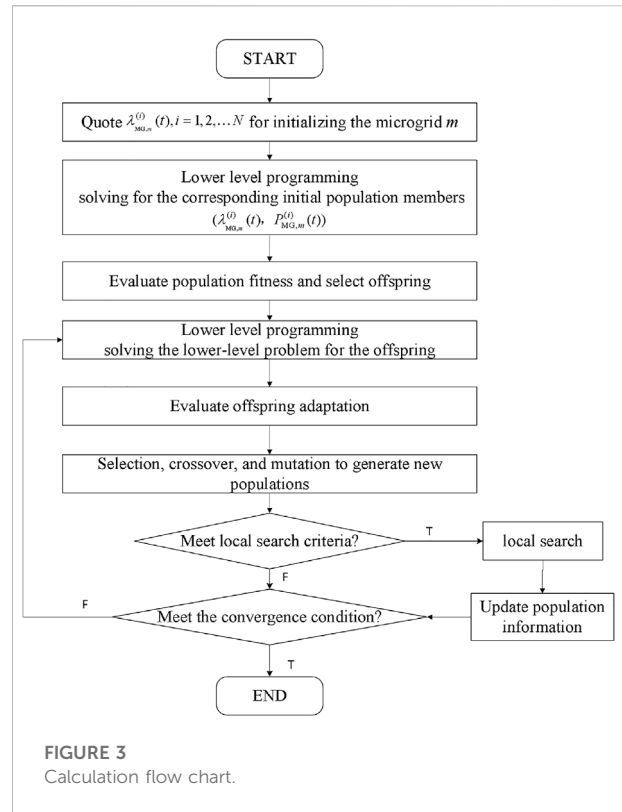 START
Quote λ^(i)_MG,m (t), i = 1, 2, … N for initializing the microgrid m
Lower level programming
solving for the corresponding initial population members
(λ^(i)_MG,m (t), P^(i)_MG,m (t))
Evaluate population fitness and select offspring
Lower level programming
solving the lower-level problem for the offspring
Evaluate offspring adaptation
Selection, crossover, and mutation to generate new
populations
Meet local search criteria?
T
local search
F
Update population
information
Meet the convergence condition?
F
T
END
FIGURE 3
Calculation flow chart.